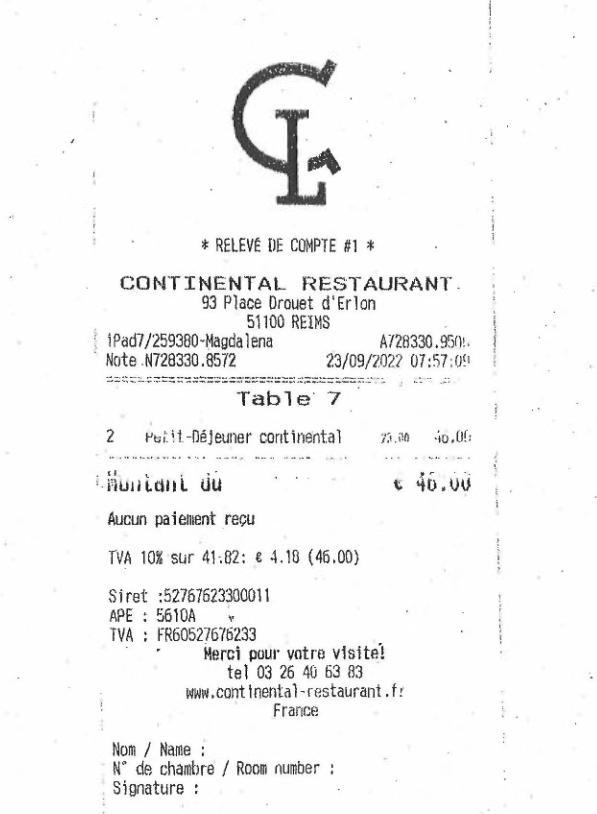 GL
* RELEVÉ DE COMPTE #1 *
CONTINENTAL RESTAURANT
93 Place Drouet d'Erlon
51100 REIMS
iPad7/259380-Magdalena A728330.950
Note N728330.8572 23/09/2022 07:57:09
Table 7
2 Petit-Déjeuner continental 23.00 46.00
Montant du € 46.00
Aucun paiement reçu
TVA 10% sur 41.82: € 4.18 (46.00)
Siret :52767623300011
APE : 5610A
TVA : FR60527676233
Merci pour votre visite!
tel 03 26 40 63 83
www.continental-restaurant.fr
France
Nom / Name :
N° de chambre / Room number :
Signature :